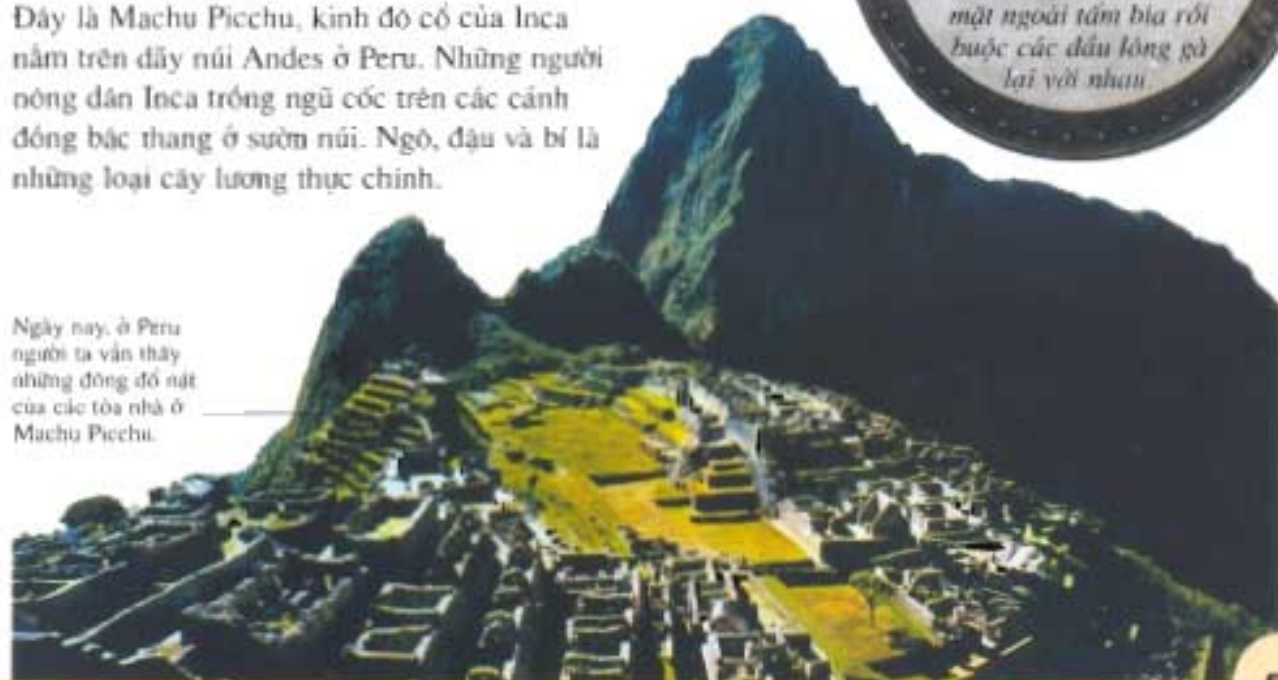 Đây là Machu Picchu, kinh đô cổ của Inca
nằm trên dãy núi Andes ở Peru. Những người
nông dân Inca trồng ngũ cốc trên các cánh
đồng bậc thang ở sườn núi. Ngô, đậu và bí là
những loại cây lương thực chính.
mặt ngoài tấm bìa rồi
buộc các đầu lông gà
lại với nhau.
Ngày nay, ở Peru
người ta vẫn thấy
những đống đổ nát
của các tòa nhà ở
Machu Picchu.